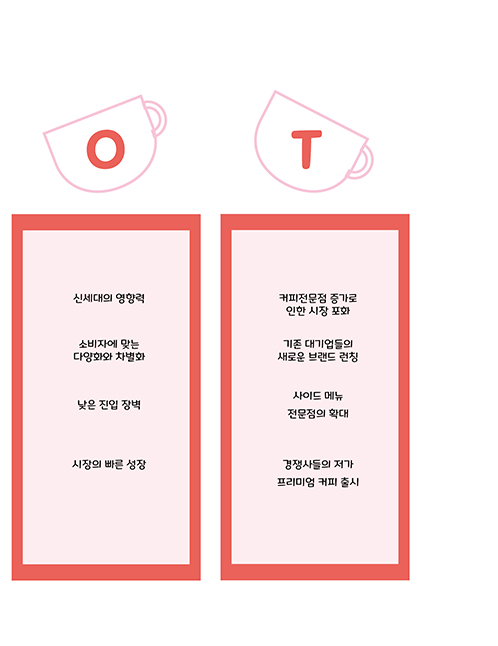 O
신세대의 영향력
소비자에 맞는
다양화와 차별화
낮은 진입 장벽
시장의 빠른 성장
T
커피전문점 증가로
인한 시장 포화
기존 대기업들의
새로운 브랜드 런칭
사이드 메뉴
전문점의 확대
경쟁사들의 저가
프리미엄 커피 출시